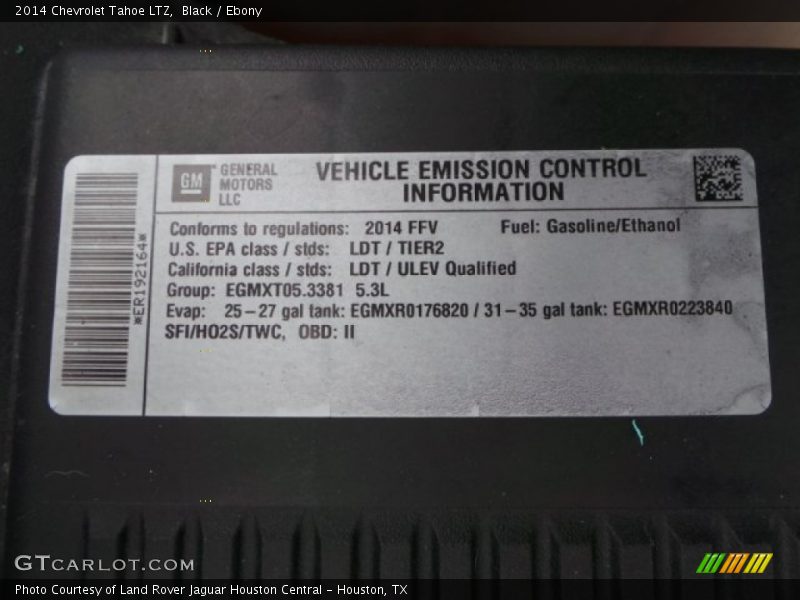 2014 Chevrolet Tahoe LTZ, Black / Ebony
GM
GENERAL
MOTORS
LLC
VEHICLE EMISSION CONTROL
INFORMATION
*ER192164*
Conforms to regulations: 2014 FFV Fuel: Gasoline/Ethanol
U.S. EPA class / stds: LDT / TIER2
California class / stds: LDT / ULEV Qualified
Group: EGMXT05.3381 5.3L
Evap: 25–27 gal tank: EGMXR0176820 / 31–35 gal tank: EGMXR0223840
SFI/HO2S/TWC, OBD: II
GTCARLOT.COM
Photo Courtesy of Land Rover Jaguar Houston Central - Houston, TX